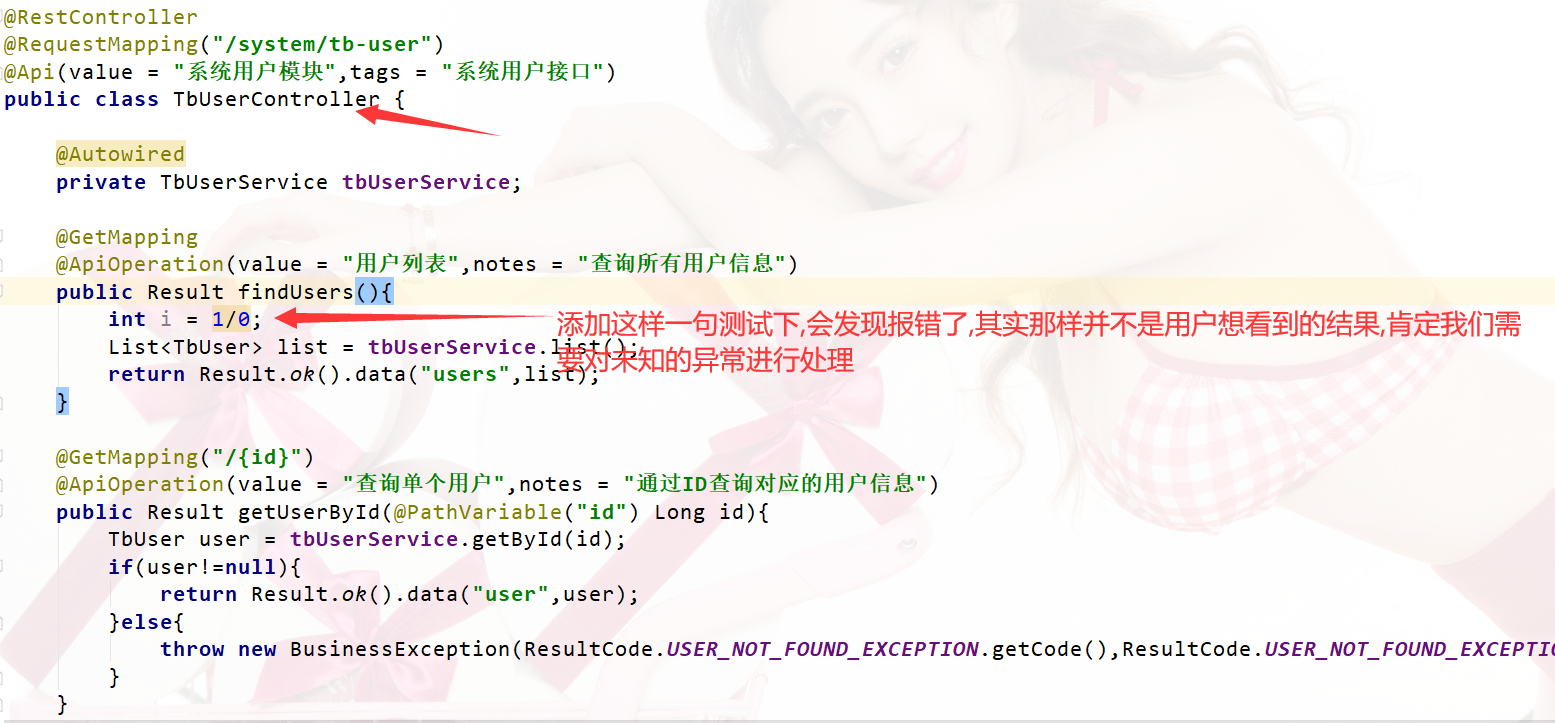 @RestController
@RequestMapping("/system/tb-user")
@Api(value = "系统用户模块",tags = "系统用户接口")
public class TbUserController {
@Autowired
private TbUserService tbUserService;
@GetMapping
@ApiOperation(value = "用户列表",notes = "查询所有用户信息")
public Result findUsers(){
int i = 1/0;
添加这样一句测试下,会发现报错了,其实那样并不是用户想看到的结果,肯定我们需
要对未知的异常进行处理
List<TbUser> list = tbUserService.list();
return Result.ok().data("users",list);
}
@GetMapping("/{id}")
@ApiOperation(value = "查询单个用户",notes = "通过ID查询对应的用户信息")
public Result getUserById(@PathVariable("id") Long id){
TbUser user = tbUserService.getById(id);
if(user!=null){
return Result.ok().data("user",user);
}else{
throw new BusinessException(ResultCode.USER_NOT_FOUND_EXCEPTION.getCode(),ResultCode.USER_NOT_FOUND_EXCEPTIO
}
}